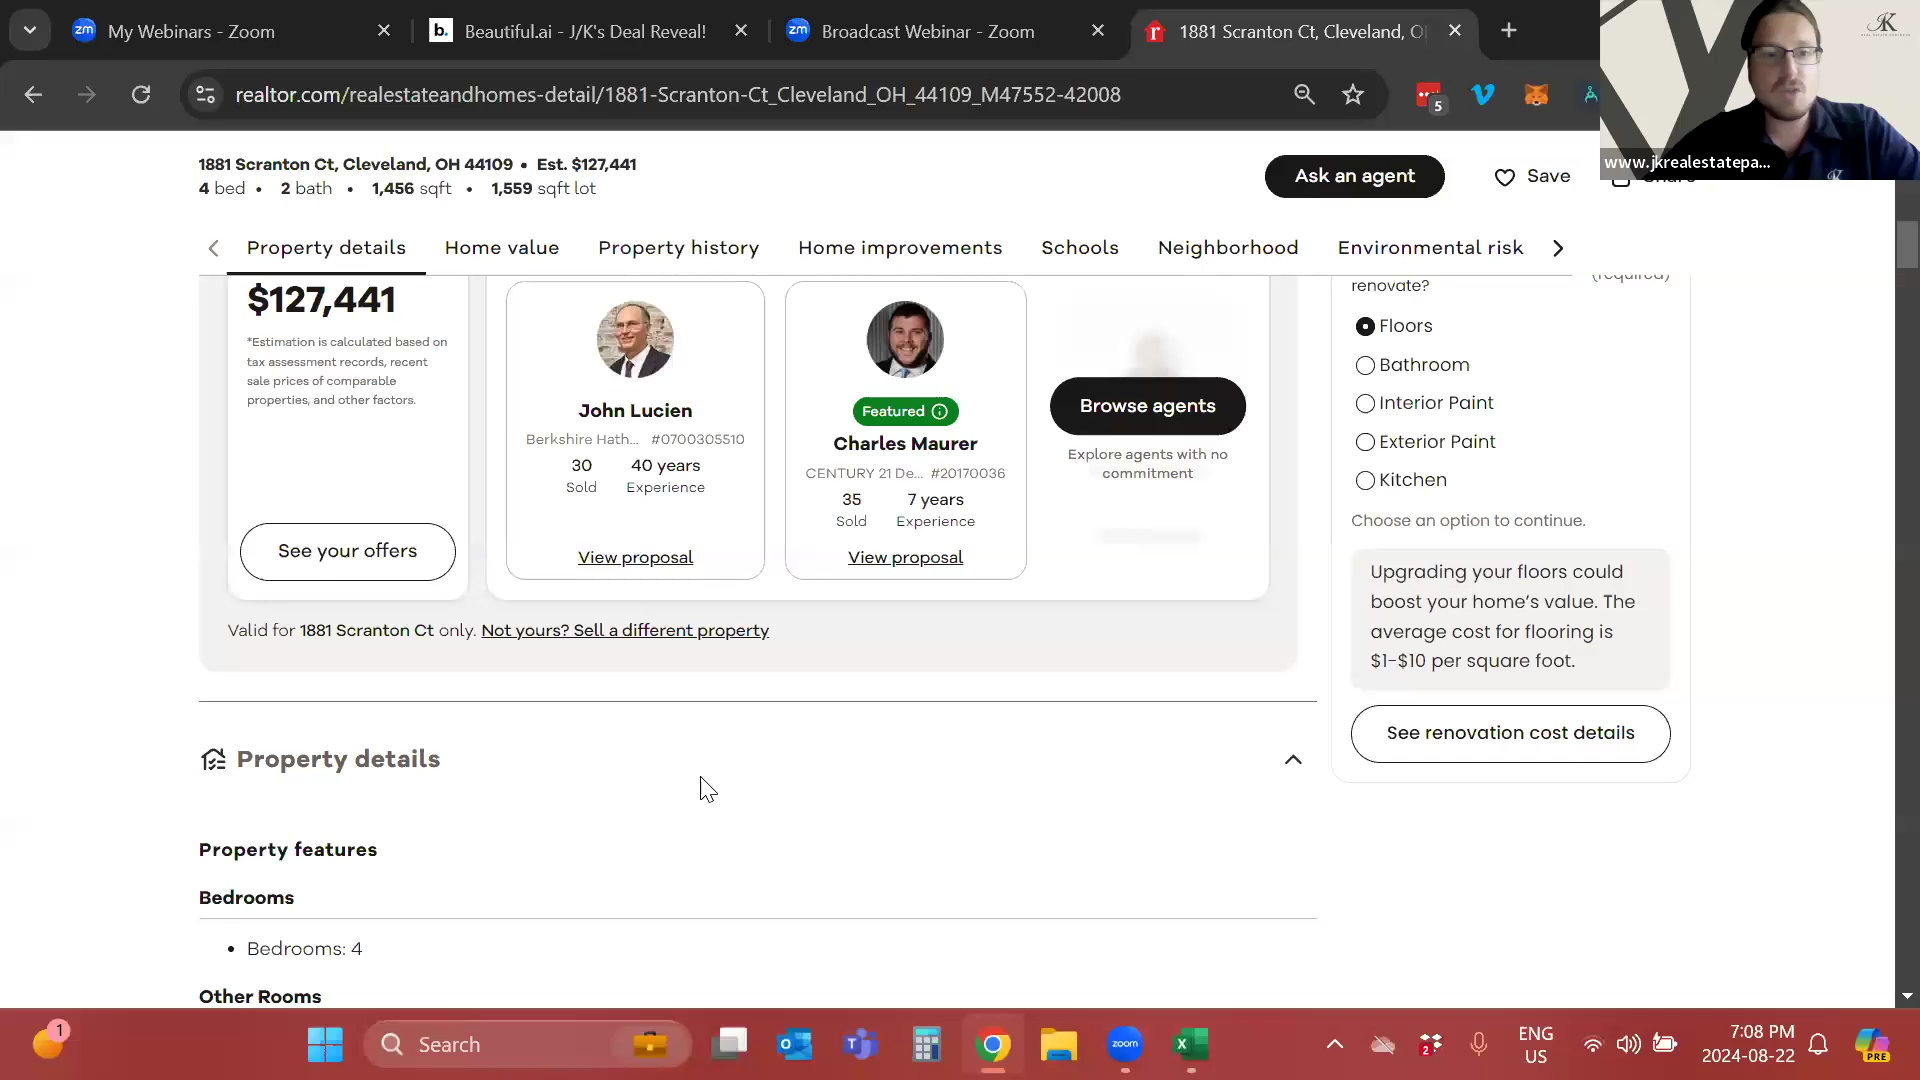 My Webinars - Zoom
b. Beautiful.ai - J/K's Deal Reveal!
Broadcast Webinar - Zoom
1881 Scranton Ct, Cleveland, O
realtor.com/realestateandhomes-detail/1881-Scranton-Ct_Cleveland_OH_44109_M47552-42008
5
www.jkrealestatepa...
1881 Scranton Ct, Cleveland, OH 44109 • Est. $127,441
4 bed • 2 bath • 1,456 sqft • 1,559 sqft lot
Ask an agent
Save
Share
Property details
Home value
Property history
Home improvements
Schools
Neighborhood
Environmental risk
$127,441
*Estimation is calculated based on
tax assessment records, recent
sale prices of comparable
properties, and other factors.
See your offers
John Lucien
Berkshire Hath... #0700305510
30 40 years
Sold Experience
View proposal
Featured
Charles Maurer
CENTURY 21 De... #20170036
35 7 years
Sold Experience
View proposal
Browse agents
Explore agents with no
commitment
Valid for 1881 Scranton Ct only. Not yours? Sell a different property
(required)
renovate?
Floors
Bathroom
Interior Paint
Exterior Paint
Kitchen
Choose an option to continue.
Upgrading your floors could
boost your home's value. The
average cost for flooring is
$1-$10 per square foot.
See renovation cost details
Property details
Property features
Bedrooms
• Bedrooms: 4
Other Rooms
1
Search
zoom
2
ENG
US
7:08 PM
2024-08-22
PRE